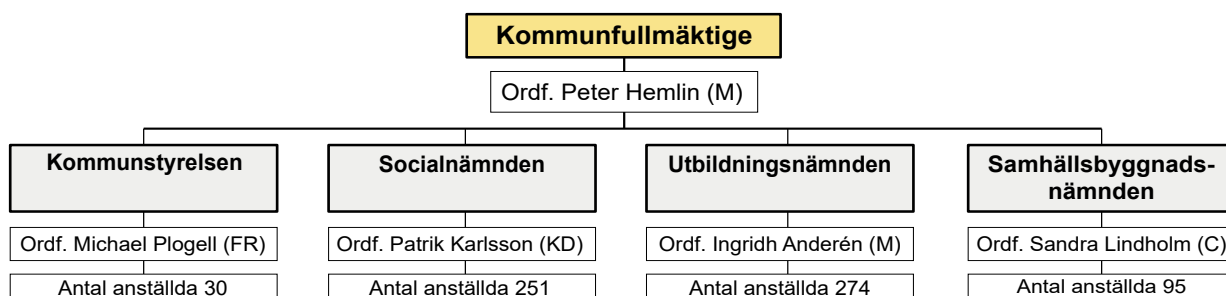 Kommunfullmäktige
Ordf. Peter Hemlin (M)
Kommunstyrelsen
Ordf. Michael Plogell (FR)
Antal anställda 30
Socialnämnden
Ordf. Patrik Karlsson (KD)
Antal anställda 251
Utbildningsnämnden
Ordf. Ingridh Anderén (M)
Antal anställda 274
Samhällsbyggnads-
nämnden
Ordf. Sandra Lindholm (C)
Antal anställda 95